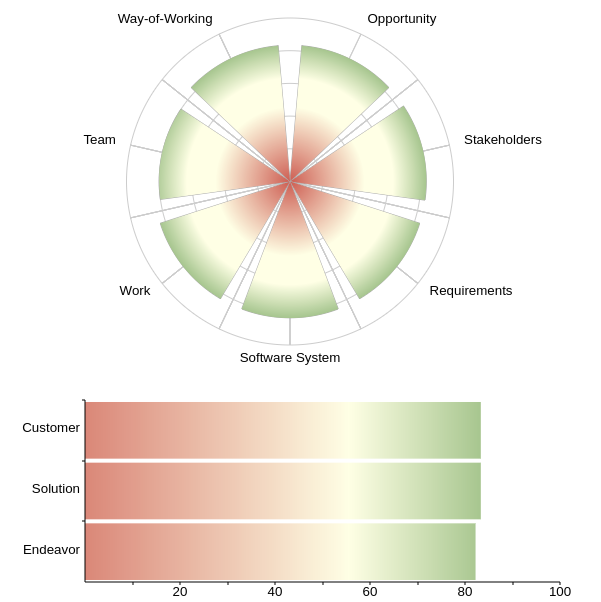 Way-of-Working
Opportunity
Team
Stakeholders
Work
Requirements
Software System
Customer
Solution
Endeavor
20 40 60 80 100